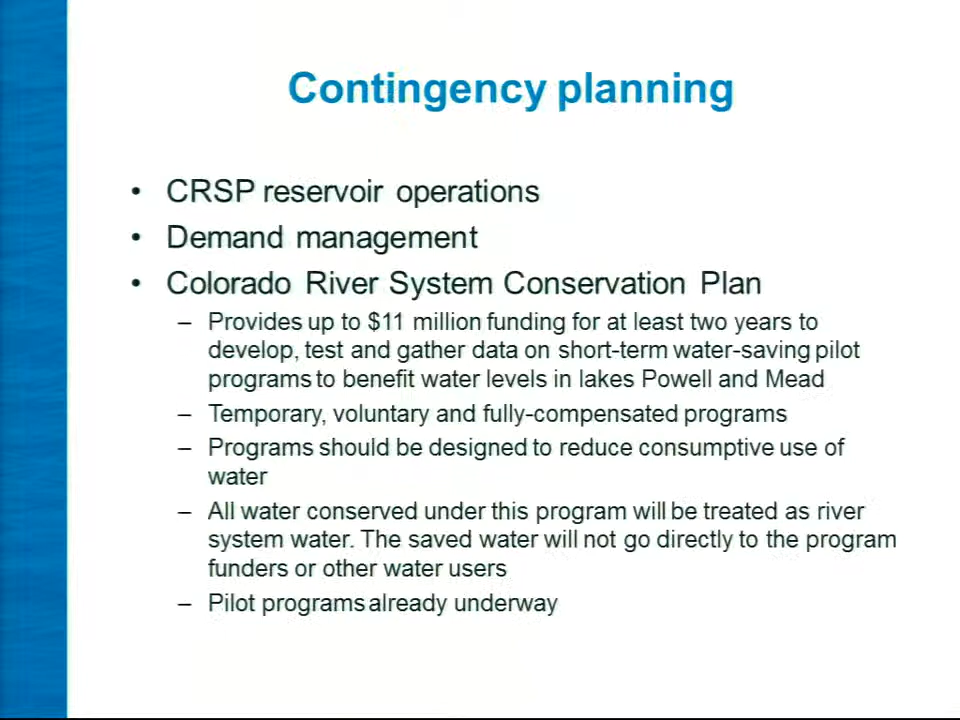 Contingency planning
• CRSP reservoir operations
• Demand management
• Colorado River System Conservation Plan
– Provides up to $11 million funding for at least two years to
develop, test and gather data on short-term water-saving pilot
programs to benefit water levels in lakes Powell and Mead
– Temporary, voluntary and fully-compensated programs
– Programs should be designed to reduce consumptive use of
water
– All water conserved under this program will be treated as river
system water. The saved water will not go directly to the program
funders or other water users
– Pilot programs already underway